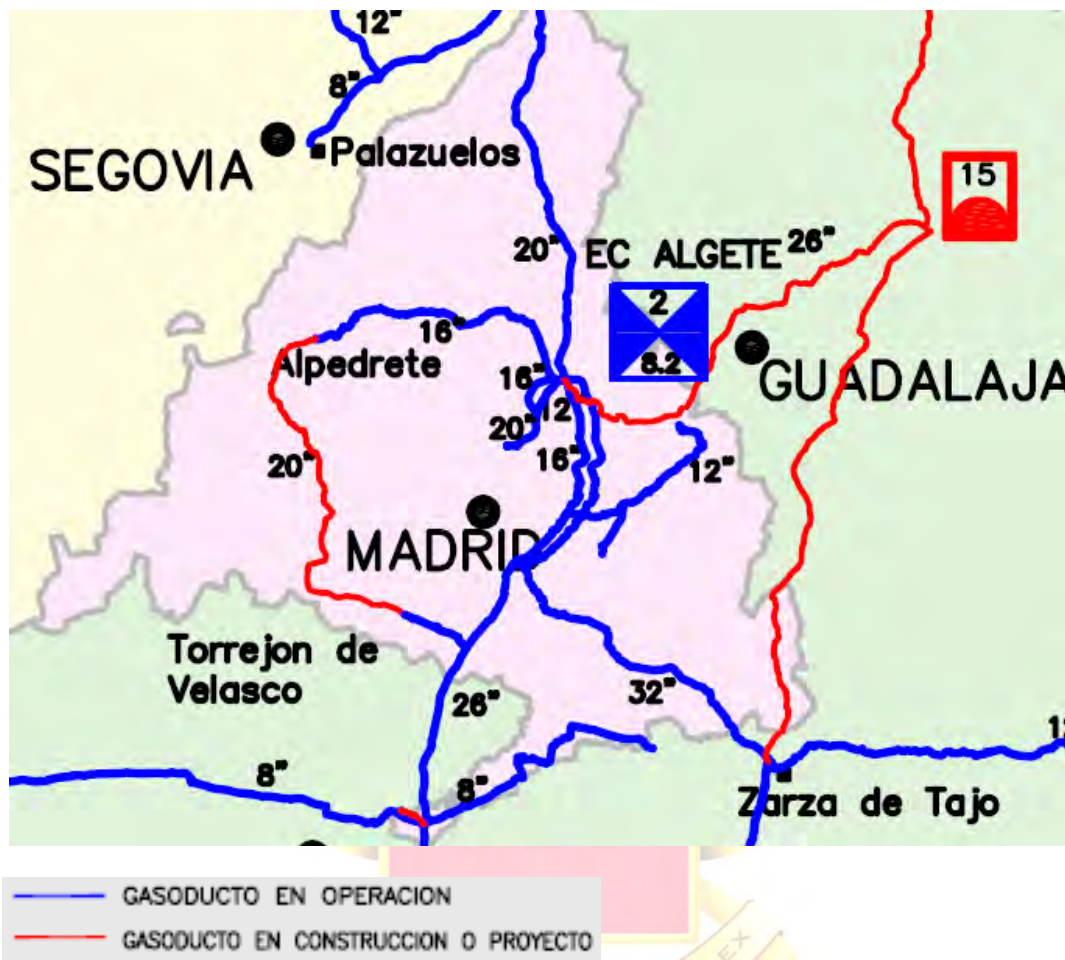 12"
8"
SEGOVIA
Palazuelos
15
20"
EC ALGETE
26"
2
8.2
16"
Alpedrete
GUADALAJA
16"
12
20"
16"
20"
12"
MADRID
Torrejon de
Velasco
26"
32"
12
8"
8"
Zarza de Tajo
GASODUCTO EN OPERACION
GASODUCTO EN CONSTRUCCION O PROYECTO
EX